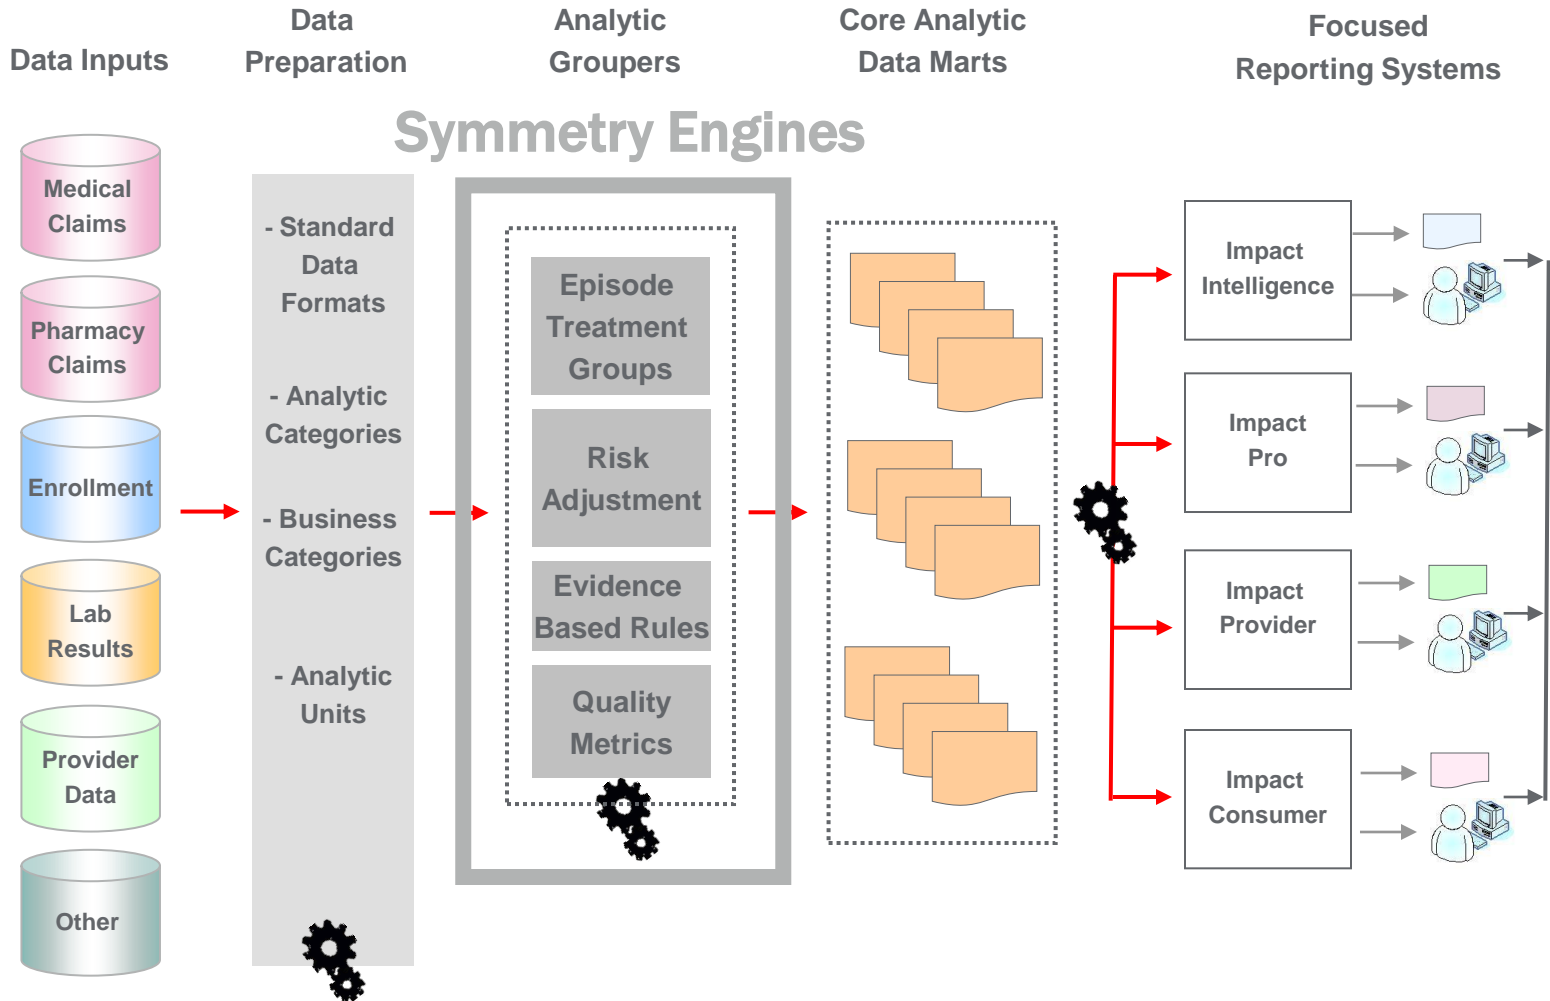 Data Inputs
Data
Preparation
Analytic
Groupers
Core Analytic
Data Marts
Focused
Reporting Systems
Symmetry Engines
Medical
Claims
Pharmacy
Claims
Enrollment
Lab
Results
Provider
Data
Other
- Standard
Data
Formats
- Analytic
Categories
- Business
Categories
- Analytic
Units
Episode
Treatment
Groups
Risk
Adjustment
Evidence
Based Rules
Quality
Metrics
Impact
Intelligence
Impact
Pro
Impact
Provider
Impact
Consumer